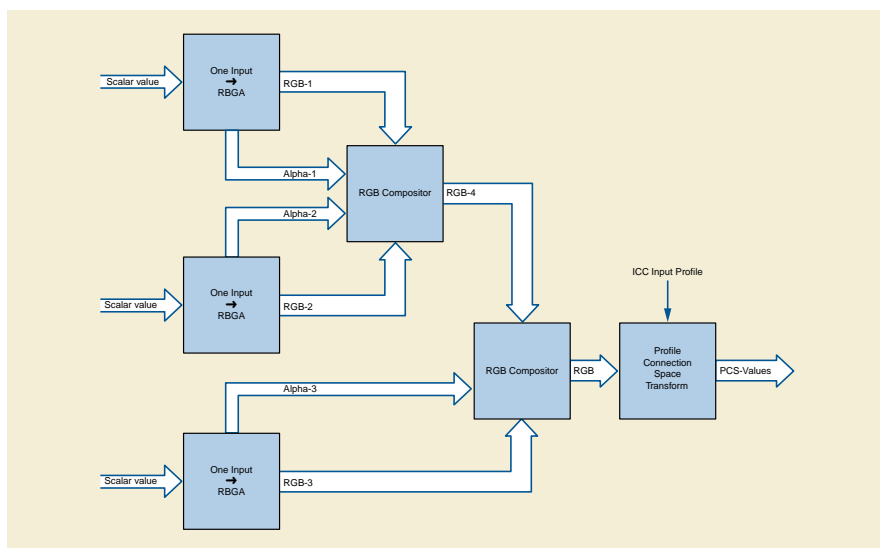 One Input
➔
RBGA
Scalar value
RGB-1
Alpha-1
RGB Compositor
RGB-4
Alpha-2
One Input
➔
RBGA
Scalar value
RGB-2
ICC Input Profile
RGB Compositor
RGB
Profile
Connection
Space
Transform
PCS-Values
Alpha-3
One Input
➔
RBGA
Scalar value
RGB-3